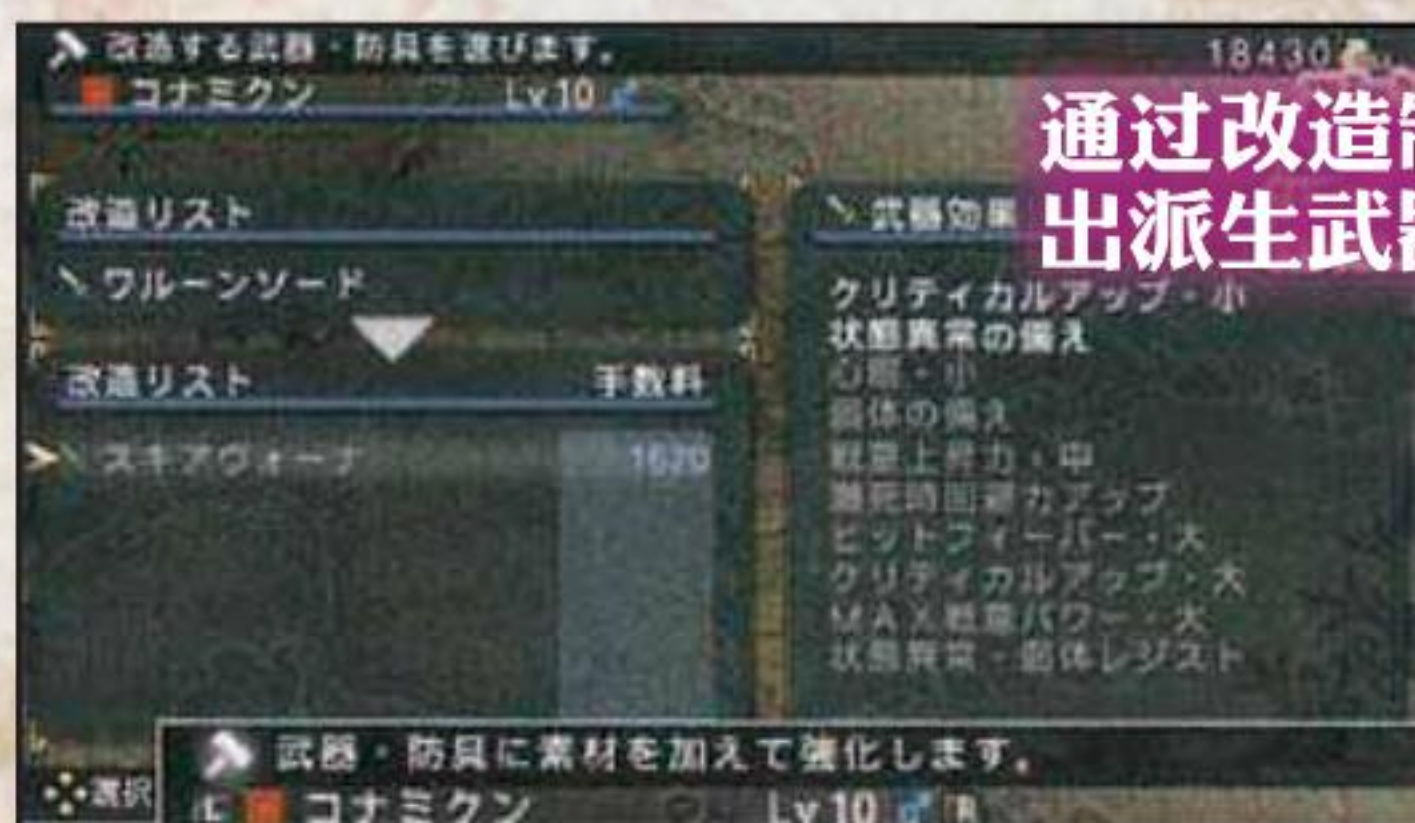 改造する武器・防具を選びます。
18430
コナミクン Lv10
通过改造制
出派生武器
改造リスト
ワルーンソード
改造リスト 手数料
スキアヴォーナ 1620
武器効果
クリティカルアップ・小
状態異常の備え
心眼・小
個体の備え
戦意上昇力・中
瀕死時回避力アップ
ヒットフィーバー・大
クリティカルアップ・大
MAX戦意パワー・大
状態異常・個体レジスト
武器・防具に素材を加えて強化します。
選択
L コナミクン Lv10 R